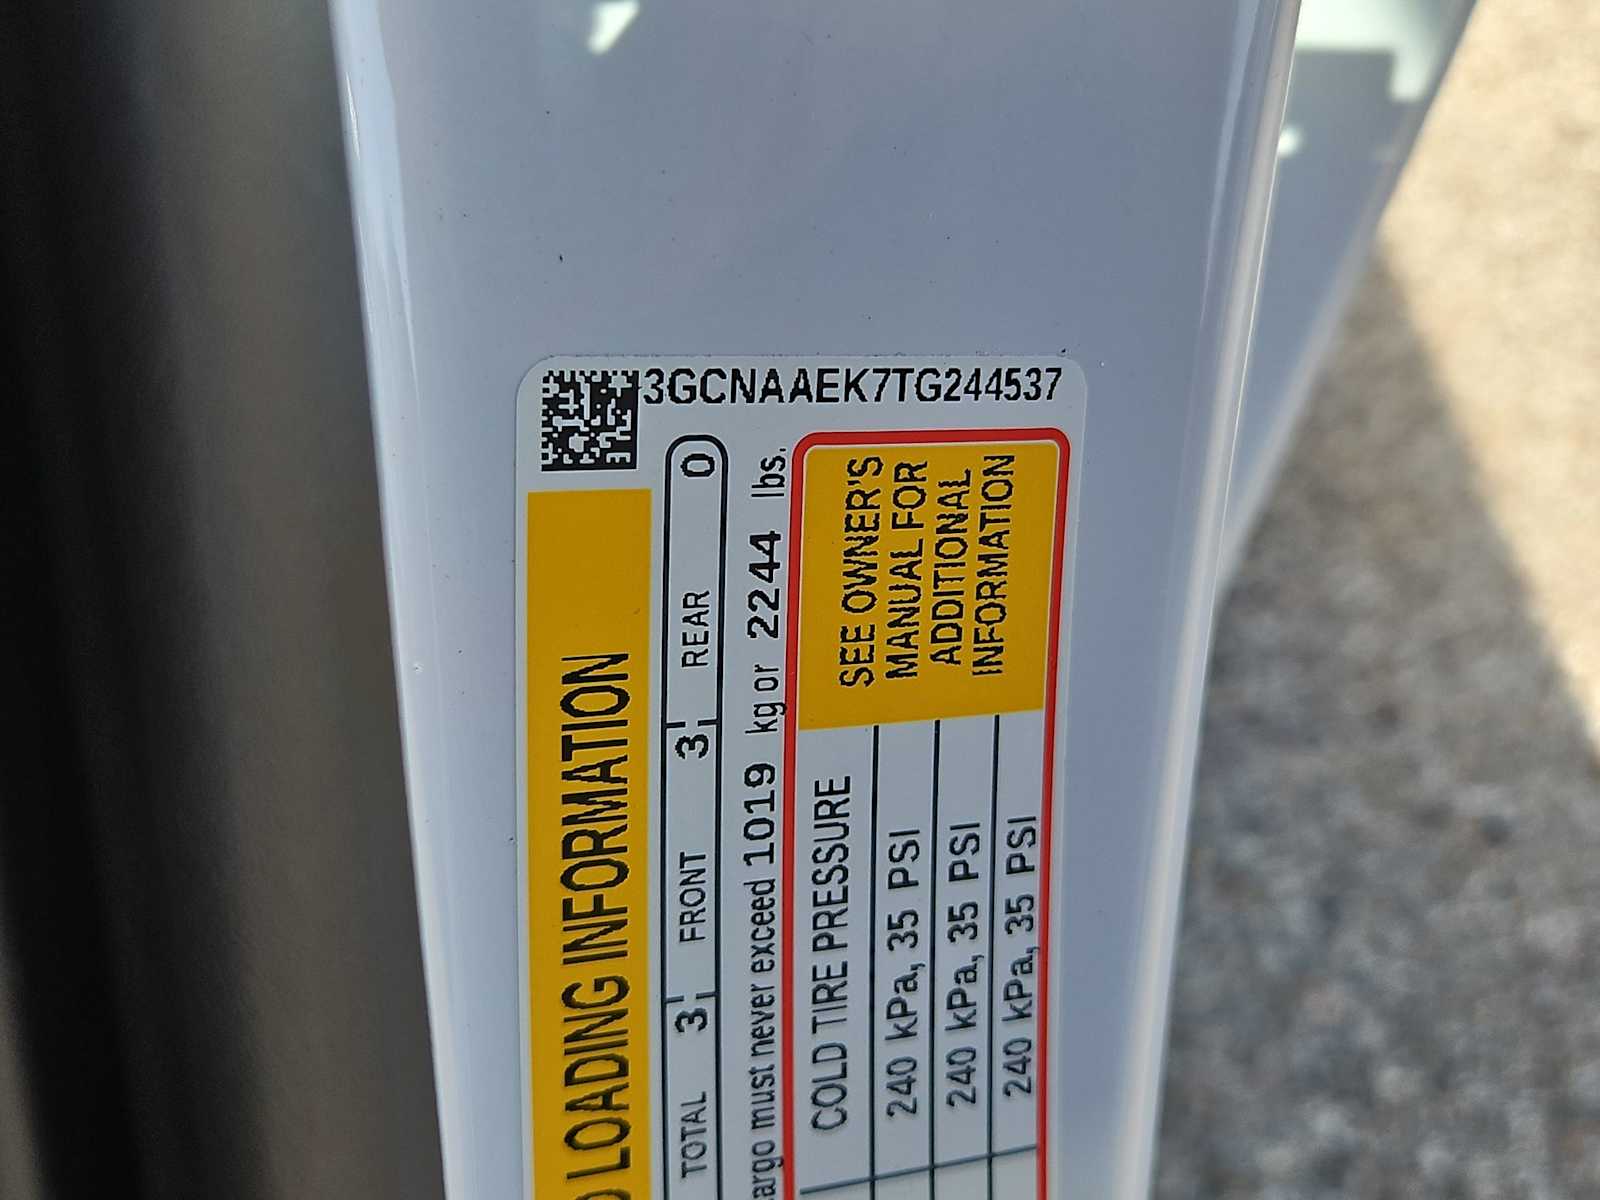 3GCNAAEK7TG244537
LOADING INFORMATION
TOTAL 3 FRONT 3 REAR 0
must never exceed 1019 kg or 2244 lbs.
COLD TIRE PRESSURE
240 kPa, 35 PSI
240 kPa, 35 PSI
240 kPa, 35 PSI
SEE OWNER'S
MANUAL FOR
ADDITIONAL
INFORMATION